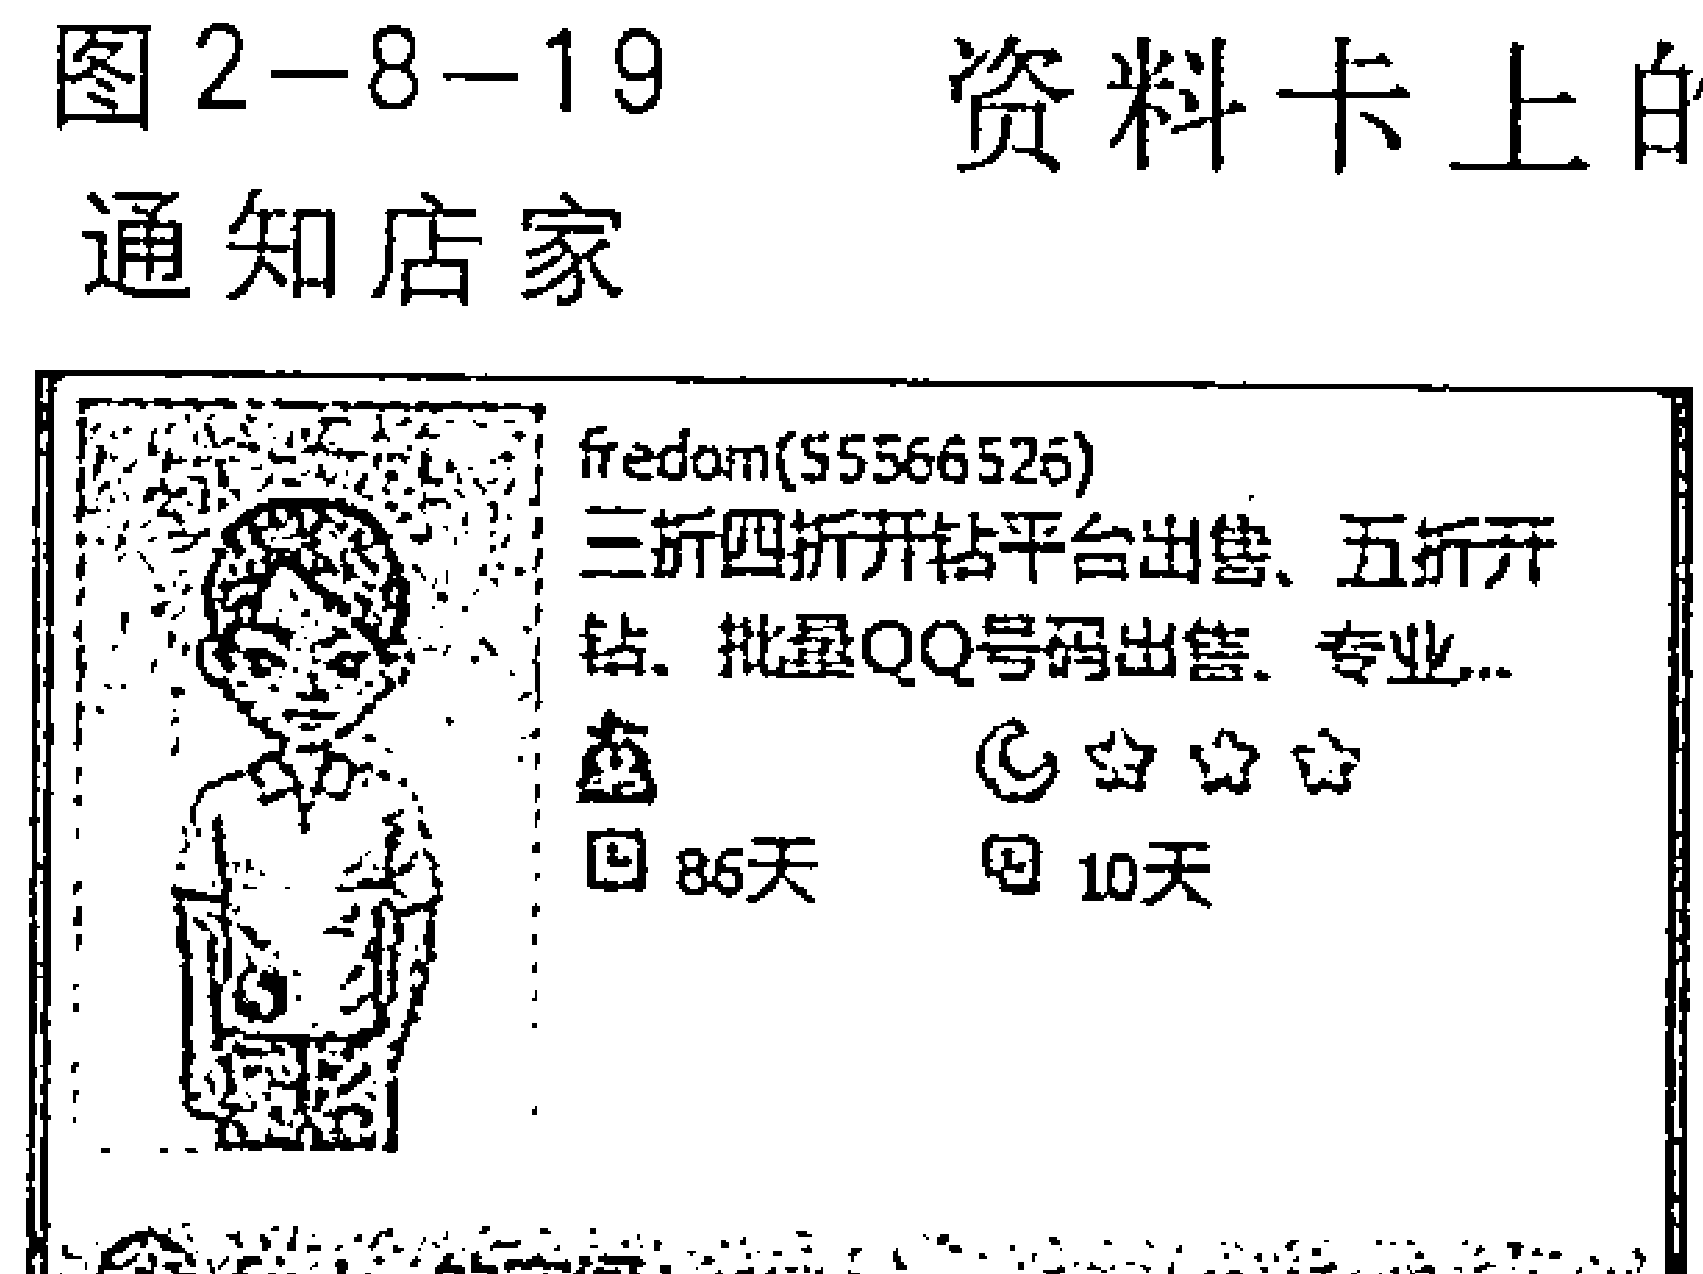 图2-8-19
资料卡上的
通知店家
fredom(55566526)
三折四折开钻平台出售、五折开
钻、批量QQ号码出售、专业...
86天
10天